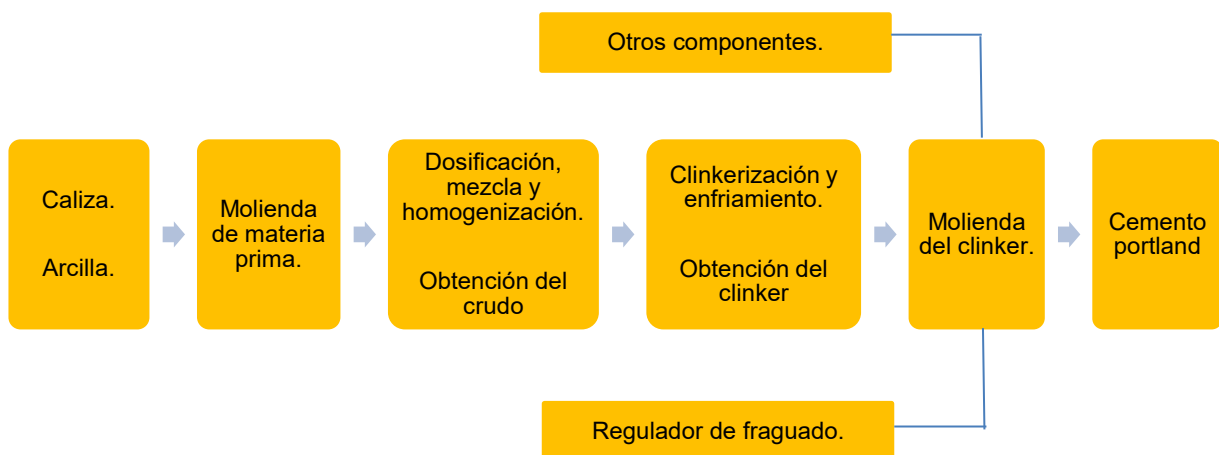 Otros componentes.
Caliza.
Arcilla.
Molienda
de materia
prima.
Dosificación,
mezcla y
homogenización.
Obtención del
crudo
Clinkerización y
enfriamiento.
Obtención del
clinker
Molienda
del clinker.
Cemento
portland
Regulador de fraguado.